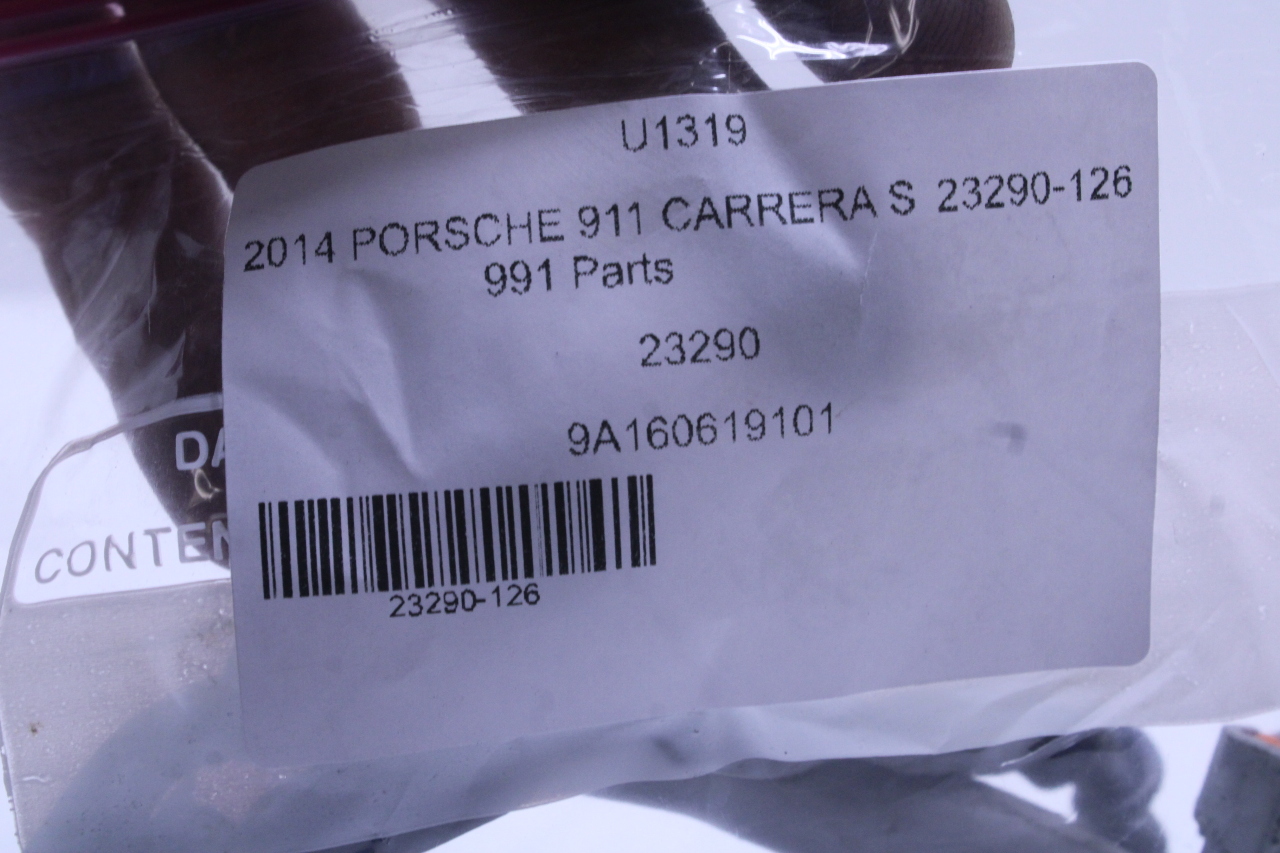 U1319
2014 PORSCHE 911 CARRERA S 23290-126
991 Parts
23290
9A160619101
23290-126
DA
CONTEN